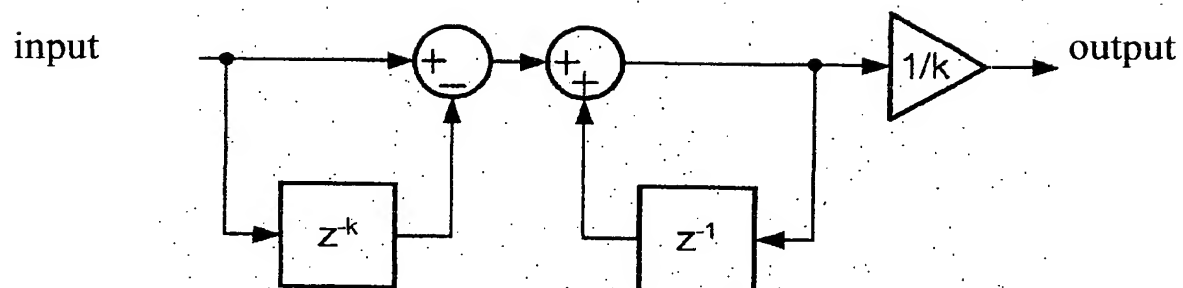 input
+
−
+
+
1/k
output
z⁻ᵏ
z⁻¹